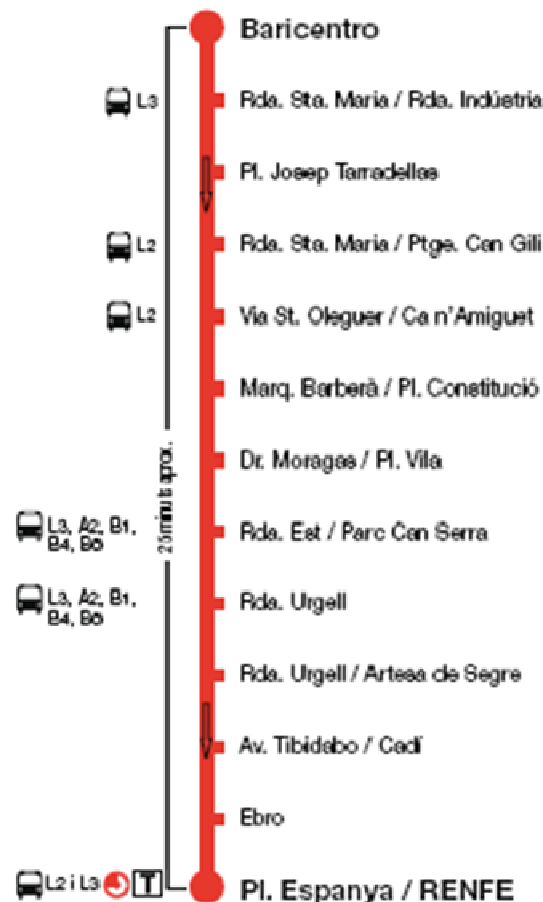 Baricentro
L3 Rda. Sta. Maria / Rda. Indústria
Pl. Josep Tarradellas
L2 Rda. Sta. Maria / Ptge. Can Gili
L2 Via St. Oleguer / Ca n'Amiguet
Marq. Barberà / Pl. Constitució
Dr. Moragas / Pl. Vila
25 minuts aprox.
L3, A2, B1, Rda. Est / Parc Can Serra
B4,
L3, A2, B1, Rda. Urgell
B4,
Rda. Urgell / Artesa de Segre
Av. Tibidabo / Cadí
Ebro
L2 i L3 T Pl. Espanya / RENFE